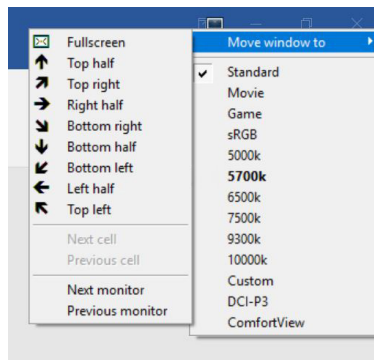 Fullscreen
Top half
Top right
Right half
Bottom right
Bottom half
Bottom left
Left half
Top left
Next cell
Previous cell
Next monitor
Previous monitor
Move window to
Standard
Movie
Game
sRGB
5000k
5700k
6500k
7500k
9300k
10000k
Custom
DCI-P3
ComfortView